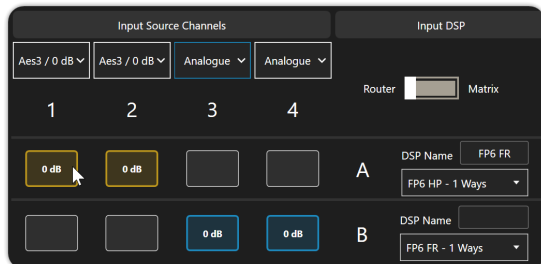 Input Source Channels Input DSP
Aes3 / 0 dB Aes3 / 0 dB Analogue Analogue
Router Matrix
1 2 3 4
0 dB 0 dB A DSP Name FP6 FR
FP6 HP - 1 Ways
0 dB 0 dB B DSP Name
FP6 FR - 1 Ways